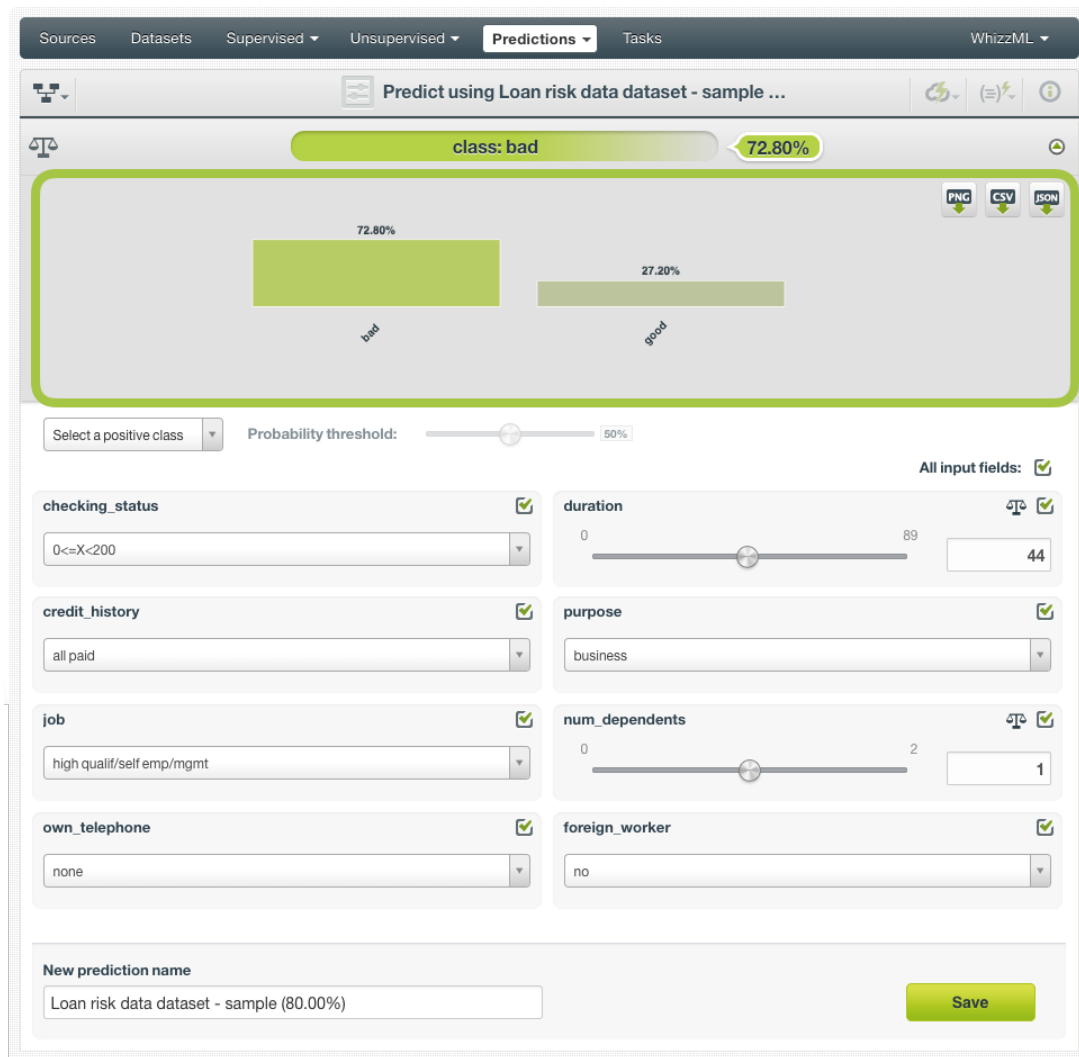 Sources Datasets Supervised Unsupervised Predictions Tasks WhizzML
Predict using Loan risk data dataset - sample ...
class: bad 72.80%
PNG CSV JSON
72.80%
27.20%
bad
good
Select a positive class Probability threshold: 50%
All input fields:
checking_status
0<=X<200
duration
0 89
44
credit_history
all paid
purpose
business
job
high qualif/self emp/mgmt
num_dependents
0 2
1
own_telephone
none
foreign_worker
no
New prediction name
Loan risk data dataset - sample (80.00%)
Save